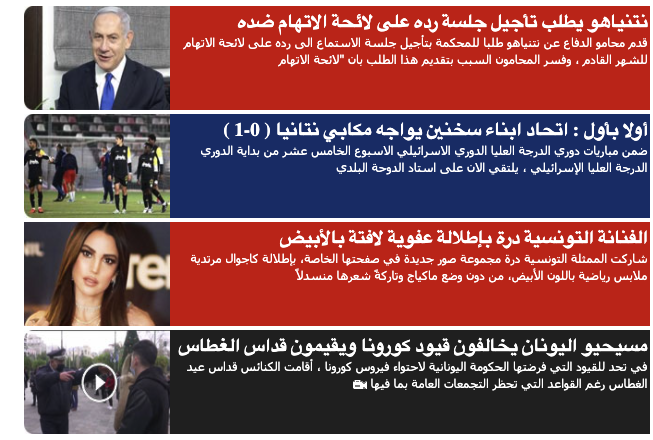 نتنياهو يطلب تأجيل جلسة رده على لائحة الاتهام ضده
قدم محامو الدفاع عن نتنياهو طلبا للمحكمة بتأجيل جلسة الاستماع الى رده على لائحة الاتهام
للشهر القادم ، وفسر المحامون السبب بتقديم هذا الطلب بان "لائحة الاتهام
أولا بأول : اتحاد ابناء سخنين يواجه مكابي نتانيا ( 0-1 )
ضمن مباريات دوري الدرجة العليا الدوري الاسرائيلي الاسبوع الخامس عشر من بداية الدوري
الدرجة العليا الإسرائيلي ، يلتقي الان على استاد الدوحة البلدي
الفنانة التونسية درة بإطلالة عفوية لافتة بالأبيض
شاركت الممثلة التونسية درة مجموعة صور جديدة في صفحتها الخاصة، بإطلالة كاجوال مرتدية
ملابس رياضية باللون الأبيض، من دون وضع ماكياج وتاركةً شعرها منسدلاً
مسيحيو اليونان يخالفون قيود كورونا ويقيمون قداس الغطاس
في تحد للقيود التي فرضتها الحكومة اليونانية لاحتواء فيروس كورونا ، أقامت الكنائس قداس عيد
الغطاس رغم القواعد التي تحظر التجمعات العامة بما فيها